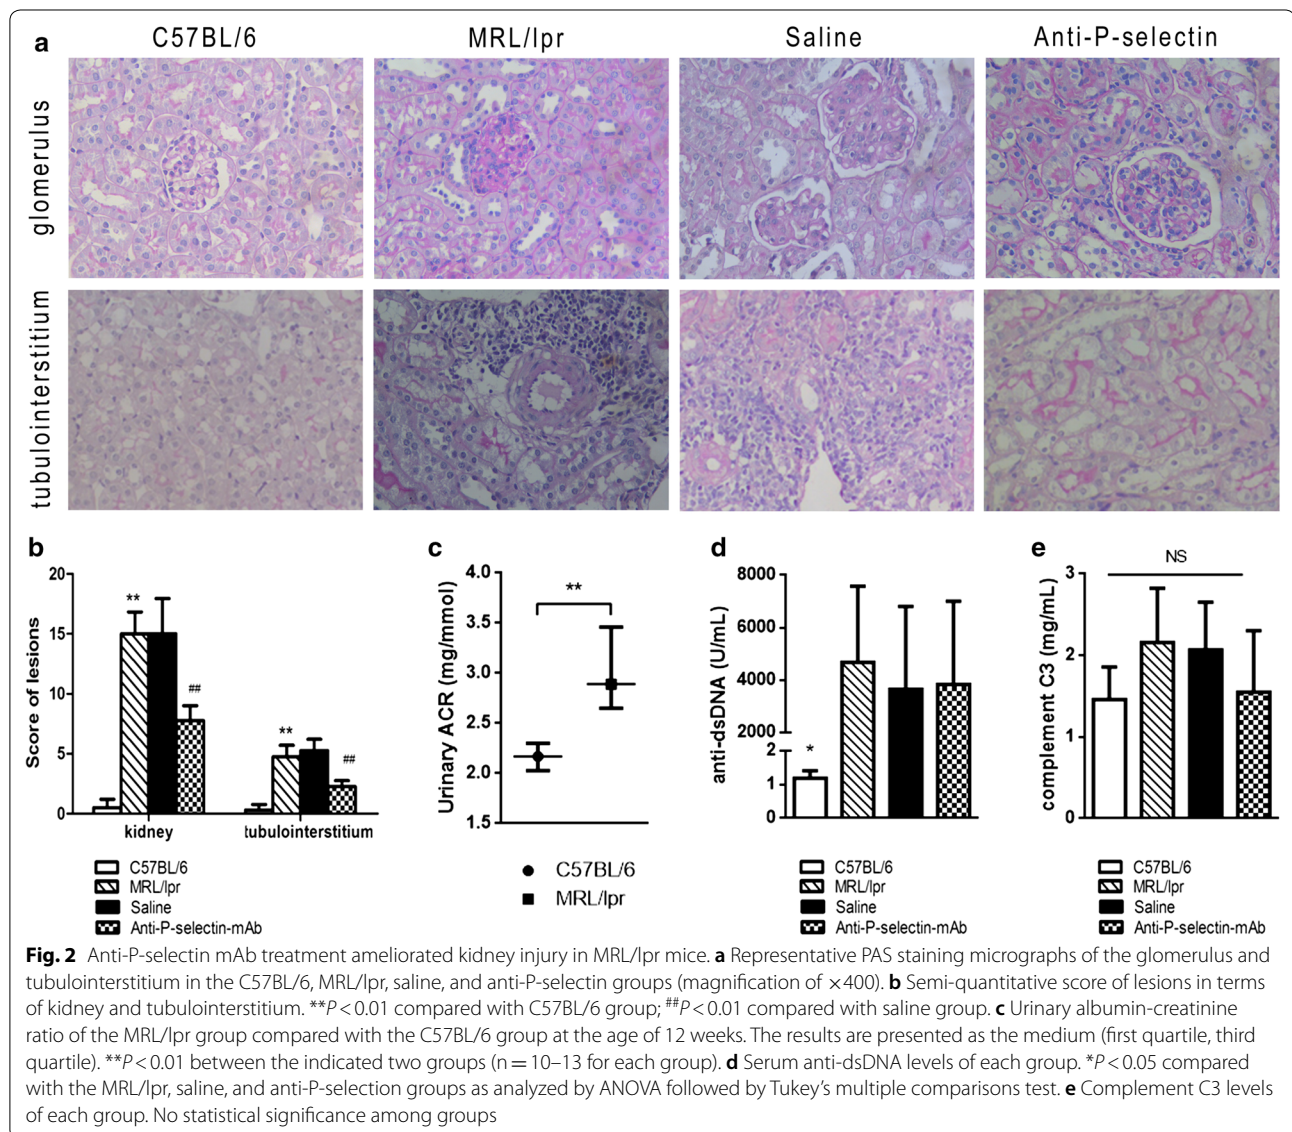 a
C57BL/6 MRL/lpr Saline Anti-P-selectin
glomerulus
tubulointerstitium
b
Score of lesions
20
15
10
5
0
** ## ** ##
kidney tubulointerstitium
C57BL/6
MRL/lpr
Saline
Anti-P-selectin-mAb
c
Urinary ACR (mg/mmol)
4.0
3.5
3.0
2.5
2.0
1.5
**
C57BL/6
MRL/lpr
d
anti-dsDNA (U/mL)
8000
6000
4000
2000
2
1
0
*
C57BL/6
MRL/lpr
Saline
Anti-P-selectin-mAb
e
complement C3 (mg/mL)
3
2
1
0
NS
C57BL/6
MRL/lpr
Saline
Anti-P-selectin-mAb
Fig. 2 Anti-P-selectin mAb treatment ameliorated kidney injury in MRL/lpr mice. a Representative PAS staining micrographs of the glomerulus and
tubulointerstitium in the C57BL/6, MRL/lpr, saline, and anti-P-selectin groups (magnification of ×400). b Semi-quantitative score of lesions in terms
of kidney and tubulointerstitium. **P < 0.01 compared with C57BL/6 group; ##P < 0.01 compared with saline group. c Urinary albumin-creatinine
ratio of the MRL/lpr group compared with the C57BL/6 group at the age of 12 weeks. The results are presented as the medium (first quartile, third
quartile). **P < 0.01 between the indicated two groups (n = 10–13 for each group). d Serum anti-dsDNA levels of each group. *P < 0.05 compared
with the MRL/lpr, saline, and anti-P-selection groups as analyzed by ANOVA followed by Tukey's multiple comparisons test. e Complement C3 levels
of each group. No statistical significance among groups